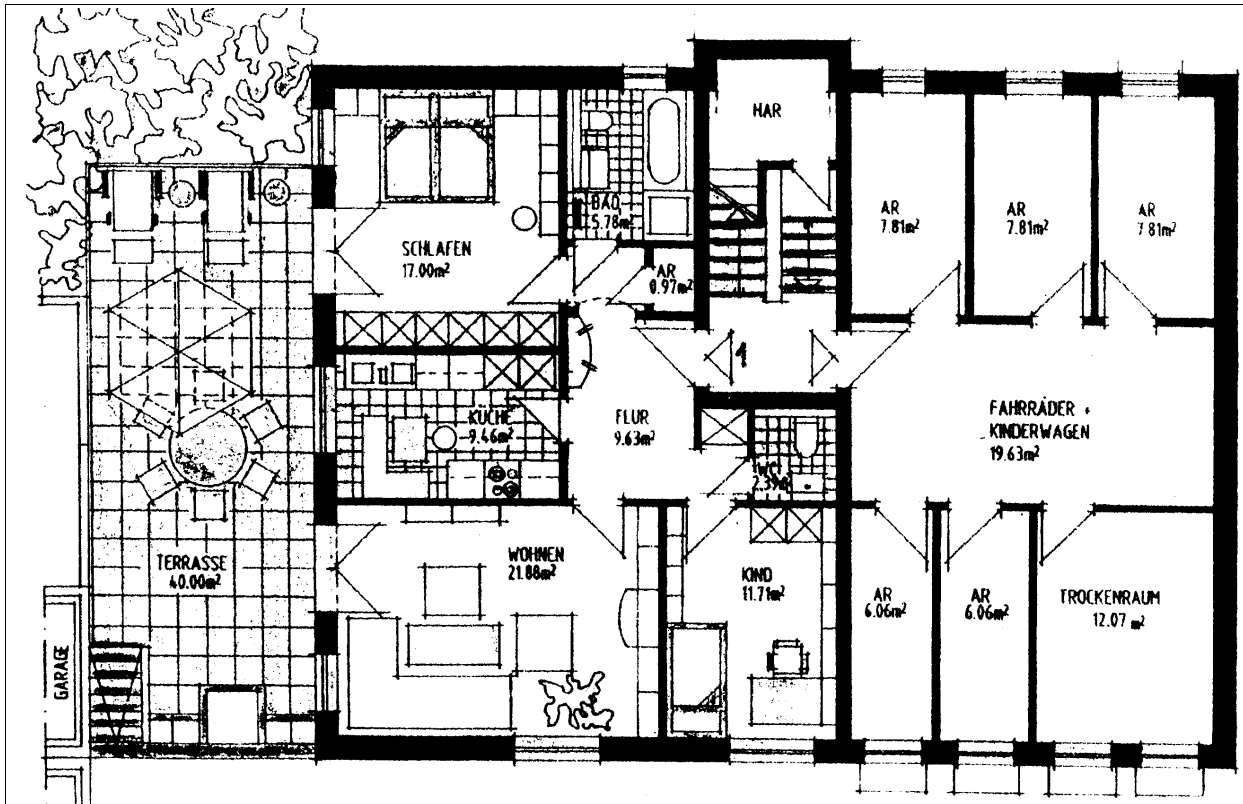 HAR
BAD
5.78m²
AR
7.81m²
AR
7.81m²
AR
7.81m²
SCHLAFEN
17.00m²
AR
0.97m²
1
KÜCHE
9.46m²
FLUR
9.63m²
FAHRRÄDER +
KINDERWAGEN
19.63m²
WC
2.39m²
TERRASSE
40.00m²
WOHNEN
21.88m²
KIND
11.71m²
AR
6.06m²
AR
6.06m²
TROCKENRAUM
12.07 m²
GARAGE